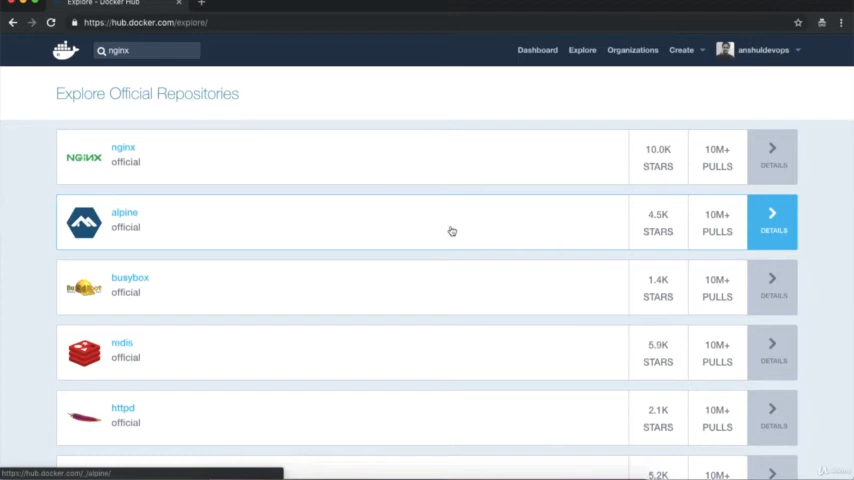 Explore - Docker Hub
https://hub.docker.com/explore/
nginx
Dashboard
Explore
Organizations
Create
anshuldevops
Explore Official Repositories
NGINX
nginx
official
10.0K
STARS
10M+
PULLS
DETAILS
alpine
official
4.5K
STARS
10M+
PULLS
DETAILS
busybox
official
1.4K
STARS
10M+
PULLS
DETAILS
redis
official
5.9K
STARS
10M+
PULLS
DETAILS
httpd
official
2.1K
STARS
10M+
PULLS
DETAILS
5.2K
10M+
https://hub.docker.com/_/alpine/